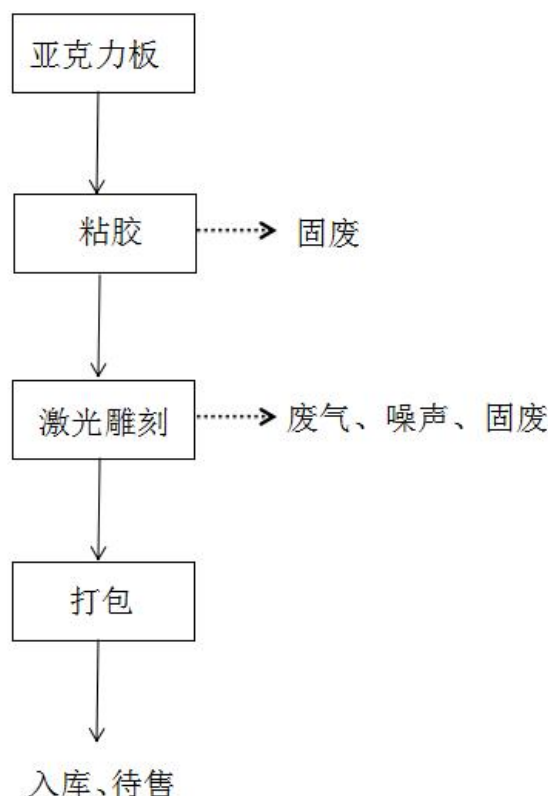 亚克力板
粘胶
固废
激光雕刻
废气、噪声、固废
打包
入库、待售